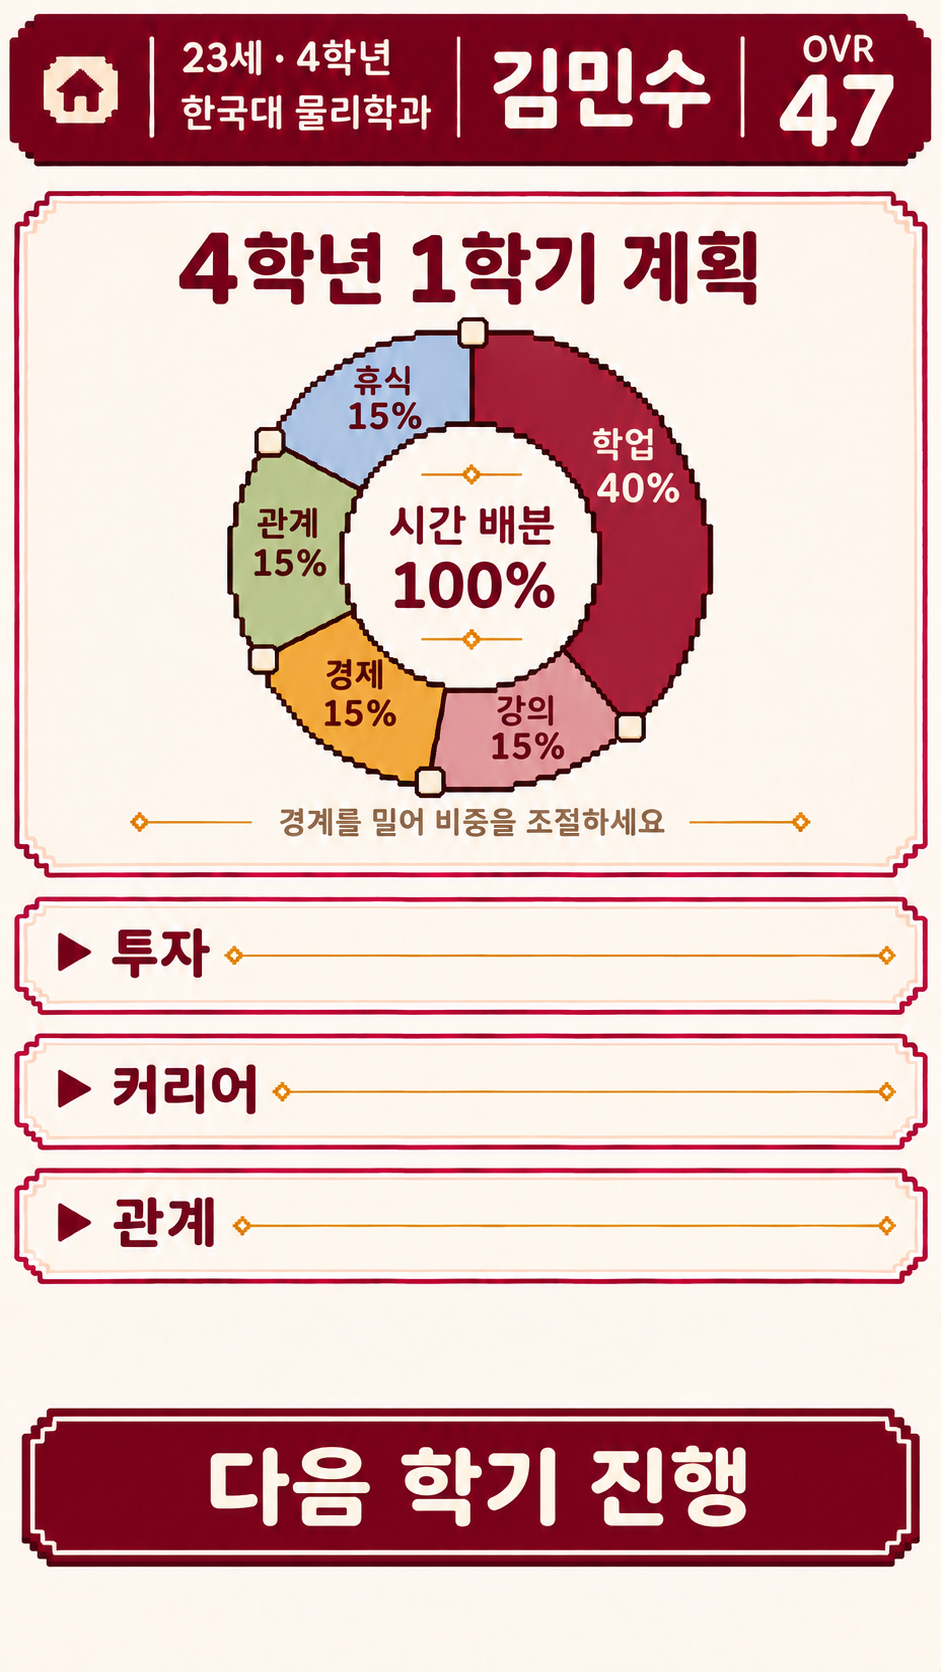 23세 · 4학년
한국대 물리학과
김민수
OVR
47
4학년 1학기 계획
휴식
15%
학업
40%
관계
15%
시간 배분
100%
경제
15%
강의
15%
경계를 밀어 비중을 조절하세요
투자
커리어
관계
다음 학기 진행